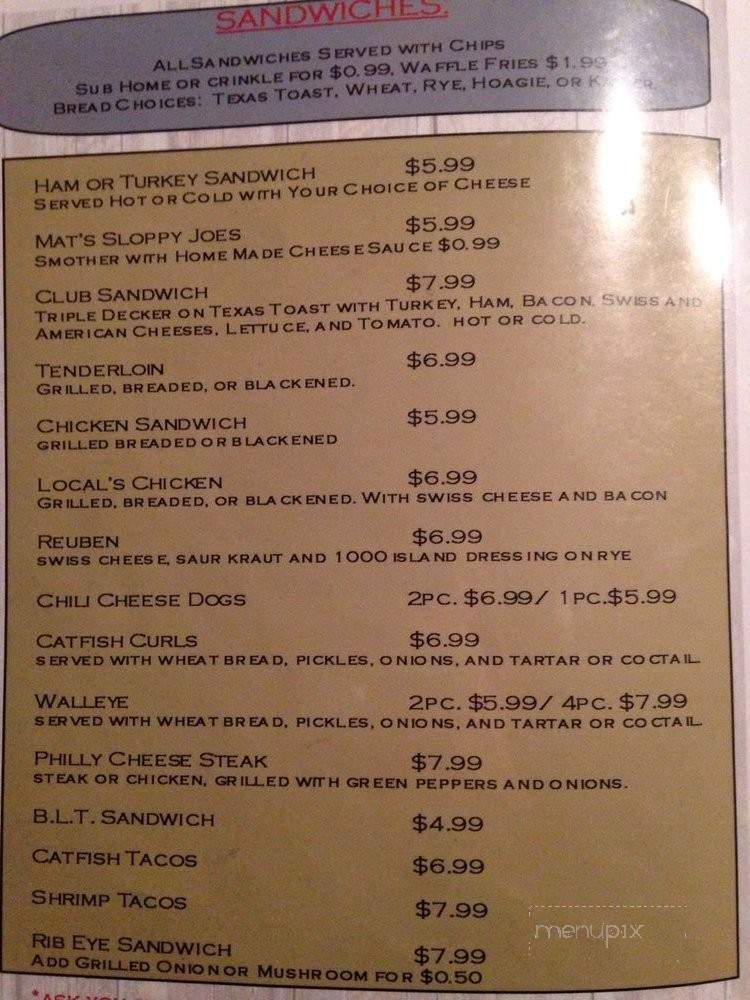 SANDWICHES.
ALL SANDWICHES SERVED WITH CHIPS
SUB HOME OR CRINKLE FOR $0.99, WAFFLE FRIES $1.99
BREAD CHOICES: TEXAS TOAST, WHEAT, RYE, HOAGIE, OR
HAM OR TURKEY SANDWICH $5.99
SERVED HOT OR COLD WITH YOUR CHOICE OF CHEESE
MAT'S SLOPPY JOES $5.99
SMOTHER WITH HOME MADE CHEESE SAUCE $0.99
CLUB SANDWICH $7.99
TRIPLE DECKER ON TEXAS TOAST WITH TURKEY, HAM, BACON, SWISS AND
AMERICAN CHEESES, LETTUCE, AND TOMATO. HOT OR COLD.
TENDERLOIN $6.99
GRILLED, BREADED, OR BLACKENED.
CHICKEN SANDWICH $5.99
GRILLED BREADED OR BLACKENED
LOCAL'S CHICKEN $6.99
GRILLED, BREADED, OR BLACKENED. WITH SWISS CHEESE AND BACON
REUBEN $6.99
SWISS CHEESE, SAUR KRAUT AND 1000 ISLAND DRESSING ON RYE
CHILI CHEESE DOGS 2PC. $6.99/ 1PC.$5.99
CATFISH CURLS $6.99
SERVED WITH WHEAT BREAD, PICKLES, ONIONS, AND TARTAR OR COCTAIL
WALLEYE 2PC. $5.99/ 4PC. $7.99
SERVED WITH WHEAT BREAD, PICKLES, ONIONS, AND TARTAR OR COCTAIL.
PHILLY CHEESE STEAK $7.99
STEAK OR CHICKEN, GRILLED WITH GREEN PEPPERS AND ONIONS.
B.L.T. SANDWICH $4.99
CATFISH TACOS $6.99
SHRIMP TACOS $7.99
menupix
RIB EYE SANDWICH $7.99
ADD GRILLED ONION OR MUSHROOM FOR $0.50
*ASK YOU